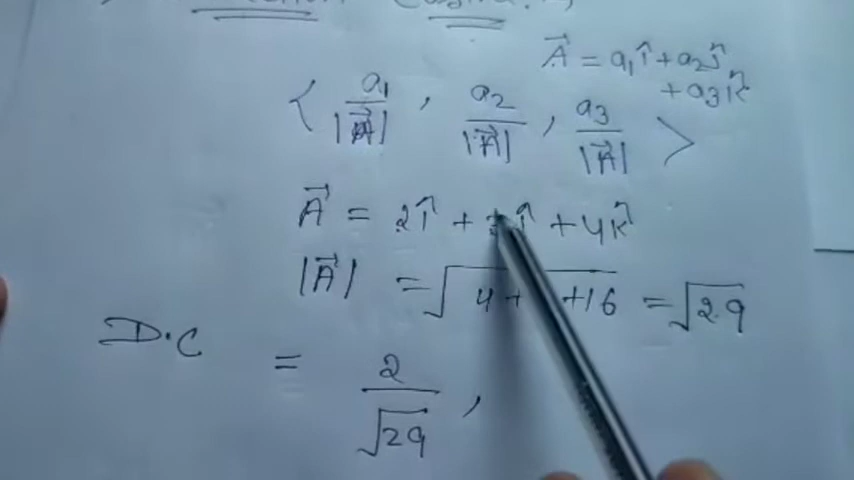 A⃗ = a₁î + a₂ĵ
+ a₃k̂
< a₁/|A⃗| , a₂/|A⃗| , a₃/|A⃗| >
A⃗ = 2î + ĵ + 4k̂
|A⃗| = √4+ +16 = √29
D.C = 2/√29 ,